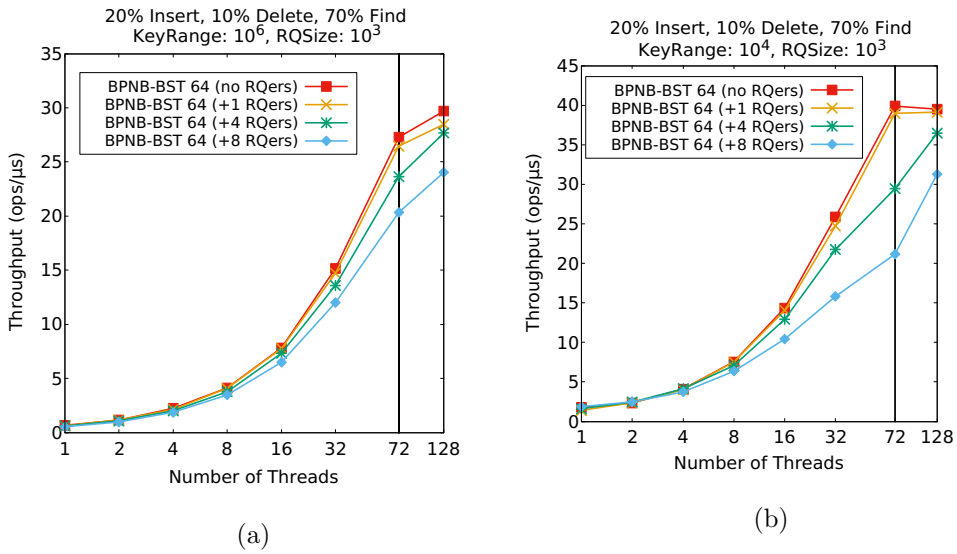 20% Insert, 10% Delete, 70% Find
KeyRange: 10^6, RQSize: 10^3
35
30
25
20
15
10
5
0
Throughput (ops/µs)
BPNB-BST 64 (no RQers)
BPNB-BST 64 (+1 RQers)
BPNB-BST 64 (+4 RQers)
BPNB-BST 64 (+8 RQers)
1 2 4 8 16 32 72 128
Number of Threads
(a)
20% Insert, 10% Delete, 70% Find
KeyRange: 10^4, RQSize: 10^3
45
40
35
30
25
20
15
10
5
0
Throughput (ops/µs)
BPNB-BST 64 (no RQers)
BPNB-BST 64 (+1 RQers)
BPNB-BST 64 (+4 RQers)
BPNB-BST 64 (+8 RQers)
1 2 4 8 16 32 72 128
Number of Threads
(b)